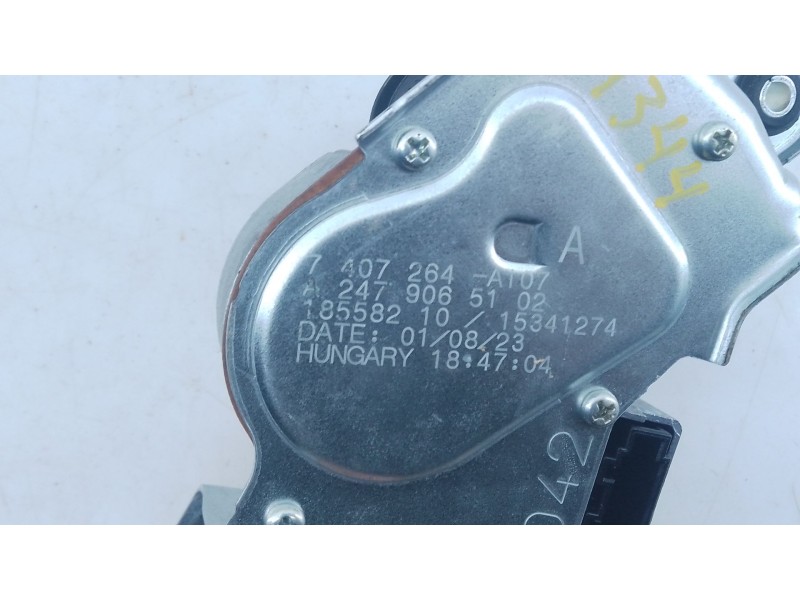 1344
A
7 407 264 -AT07
A 247 906 51 02
185582 10 / 15341274
DATE: 01/08/23
HUNGARY 18:47:04
042